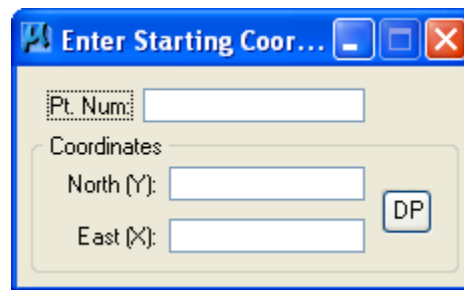 Enter Starting Coor...
Pt. Num:
Coordinates
North (Y):
DP
East (X):